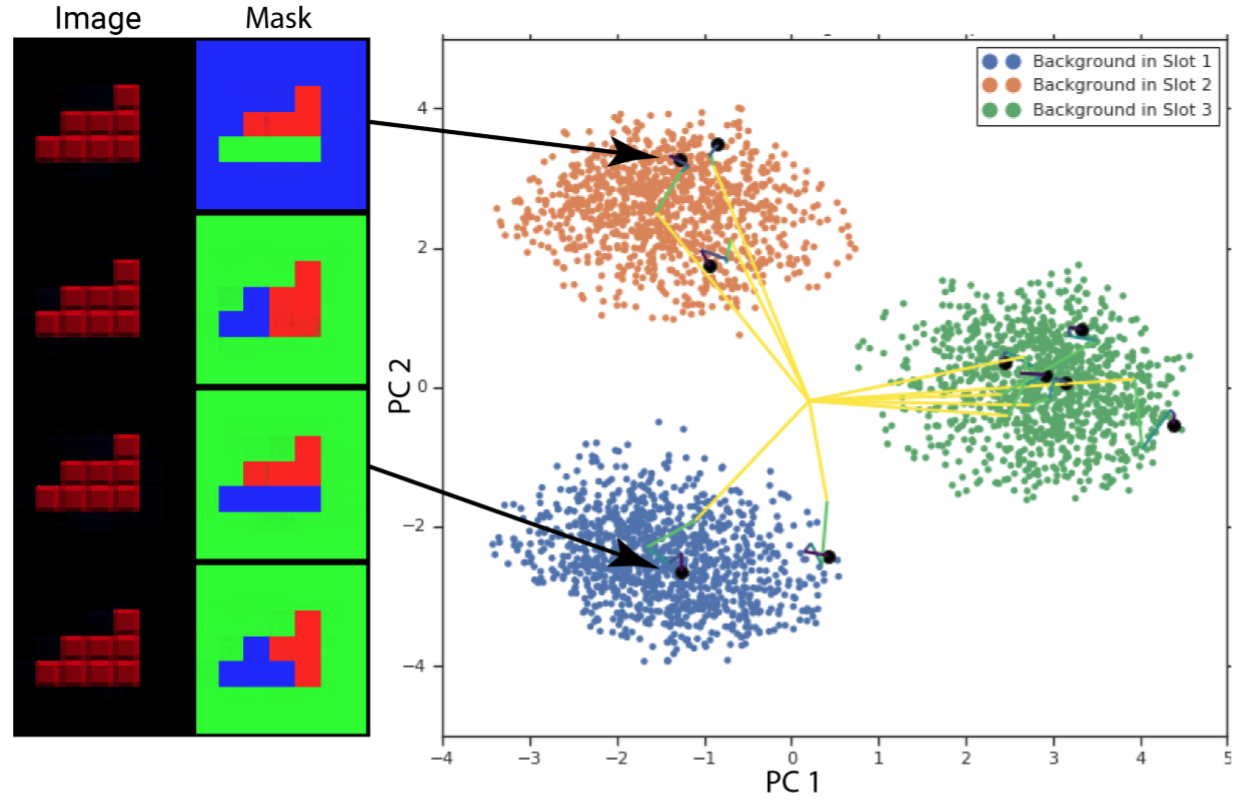 Image
Mask
Background in Slot 1
Background in Slot 2
Background in Slot 3
4
2
0
−2
−4
PC 2
−4
−3
−2
−1
0
1
2
3
4
5
PC 1